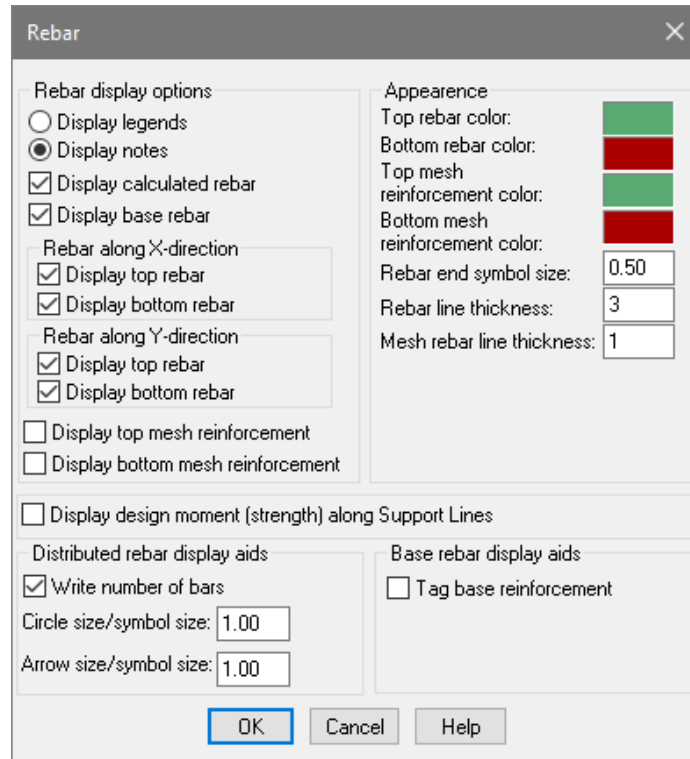 Rebar
Rebar display options
Display legends
Display notes
Display calculated rebar
Display base rebar
Rebar along X-direction
Display top rebar
Display bottom rebar
Rebar along Y-direction
Display top rebar
Display bottom rebar
Display top mesh reinforcement
Display bottom mesh reinforcement
Appearence
Top rebar color:
Bottom rebar color:
Top mesh
reinforcement color:
Bottom mesh
reinforcement color:
Rebar end symbol size: 0.50
Rebar line thickness: 3
Mesh rebar line thickness: 1
Display design moment (strength) along Support Lines
Distributed rebar display aids
Write number of bars
Circle size/symbol size: 1.00
Arrow size/symbol size: 1.00
Base rebar display aids
Tag base reinforcement
OK Cancel Help